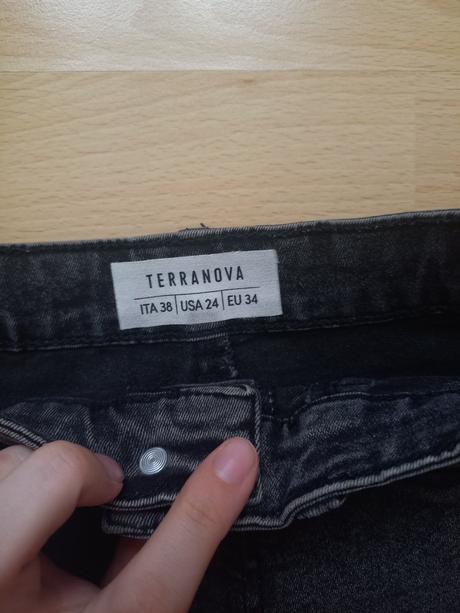 TERRANOVA
ITA 38 USA 24 EU 34